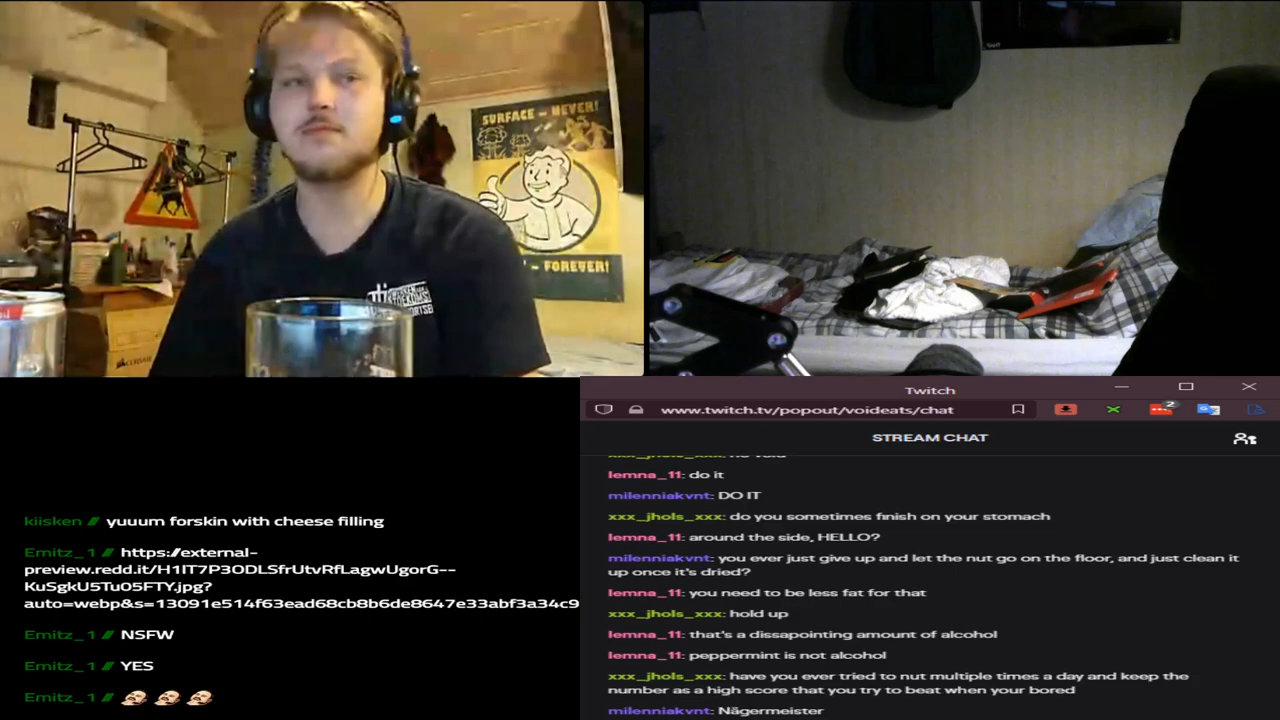 SURFACE - NEVER!
- FOREVER!
kiisken // yuuum forskin with cheese filling
Emitz_1 // https://external-
preview.redd.it/H1IT7P3ODLSfrUtvRfLagwUgorG--
KuSgkU5Tu05FTY.jpg?
auto=webp&s=13091e514f63ead68cb8b6de8647e33abf3a34c9
Emitz_1 // NSFW
Emitz_1 // YES
Emitz_1 //
Twitch
www.twitch.tv/popout/voideats/chat
2
STREAM CHAT
lemna_11: do it
milenniakvnt: DO IT
xxx_jhols_xxx: do you sometimes finish on your stomach
lemna_11: around the side, HELLO?
milenniakvnt: you ever just give up and let the nut go on the floor, and just clean it
up once it's dried?
lemna_11: you need to be less fat for that
xxx_jhols_xxx: hold up
lemna_11: that's a dissapointing amount of alcohol
lemna_11: peppermint is not alcohol
xxx_jhols_xxx: have you ever tried to nut multiple times a day and keep the
number as a high score that you try to beat when your bored
milenniakvnt: Nägermeister